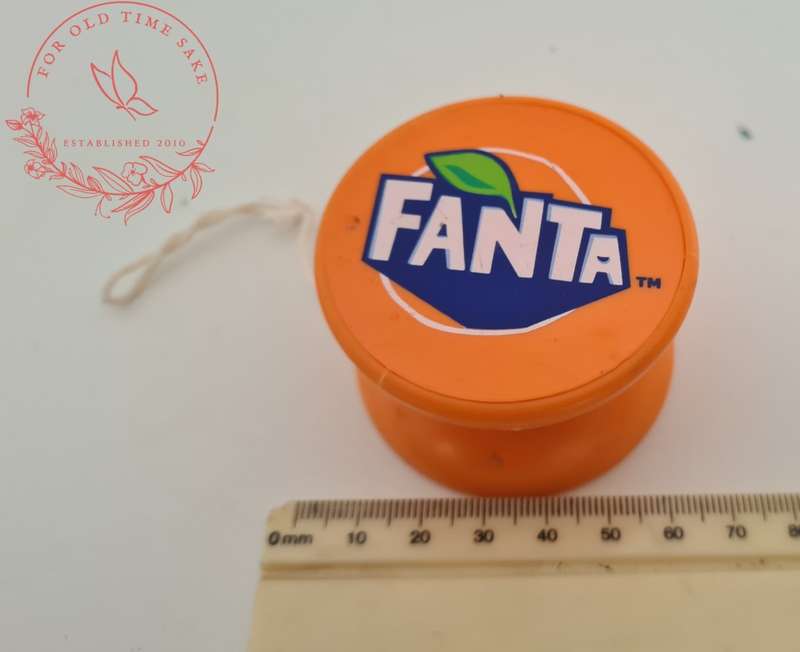 FOR OLD TIME SAKE
ESTABLISHED 2010
FANTA TM
0mm 10 20 30 40 50 60 70